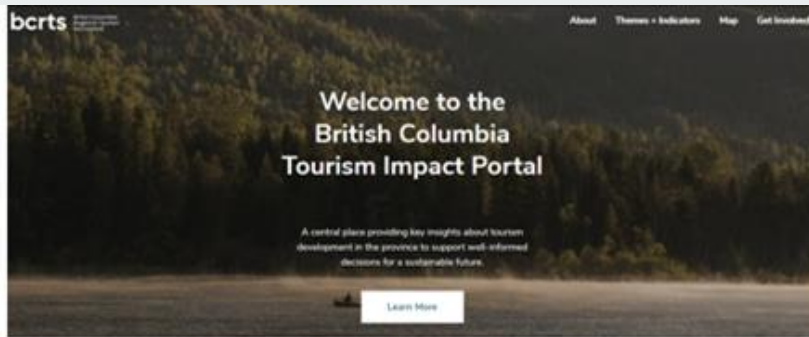 bcrts
About Themes + Indicators Map Get Involved
Welcome to the
British Columbia
Tourism Impact Portal
A central place providing key insights about tourism
development in the province to support well-informed
decisions for a sustainable future.
Learn More